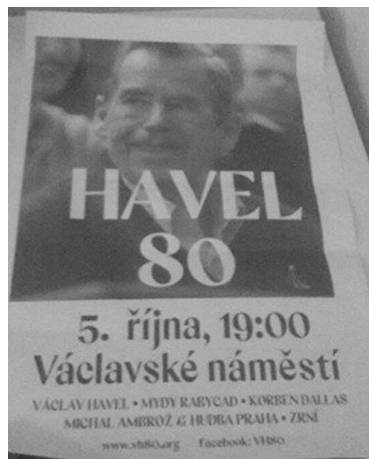 HAVEL
80
5. října, 19:00
Václavské náměstí
VÁCLAV HAVEL • MYDY RABYCAD • KORBEN DALLAS
MICHAL AMBROŽ & HUDBA PRAHA • ZRNÍ
www.vh80.org Facebook: VH80